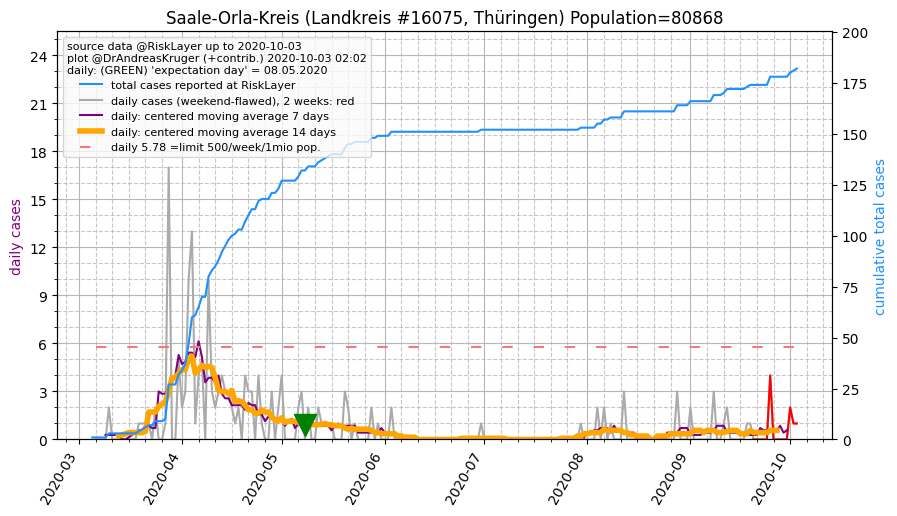 Saale-Orla-Kreis (Landkreis #16075, Thüringen) Population=80868
source data @RiskLayer up to 2020-10-03
plot @DrAndreasKruger (+contrib.) 2020-10-03 02:02
daily: (GREEN) 'expectation day' = 08.05.2020
total cases reported at RiskLayer
daily cases (weekend-flawed), 2 weeks: red
daily: centered moving average 7 days
daily: centered moving average 14 days
daily 5.78 =limit 500/week/1mio pop.
daily cases
24
21
18
15
12
9
6
3
0
200
175
150
125
100
75
50
25
0
cumulative total cases
2020-03
2020-04
2020-05
2020-06
2020-07
2020-08
2020-09
2020-10